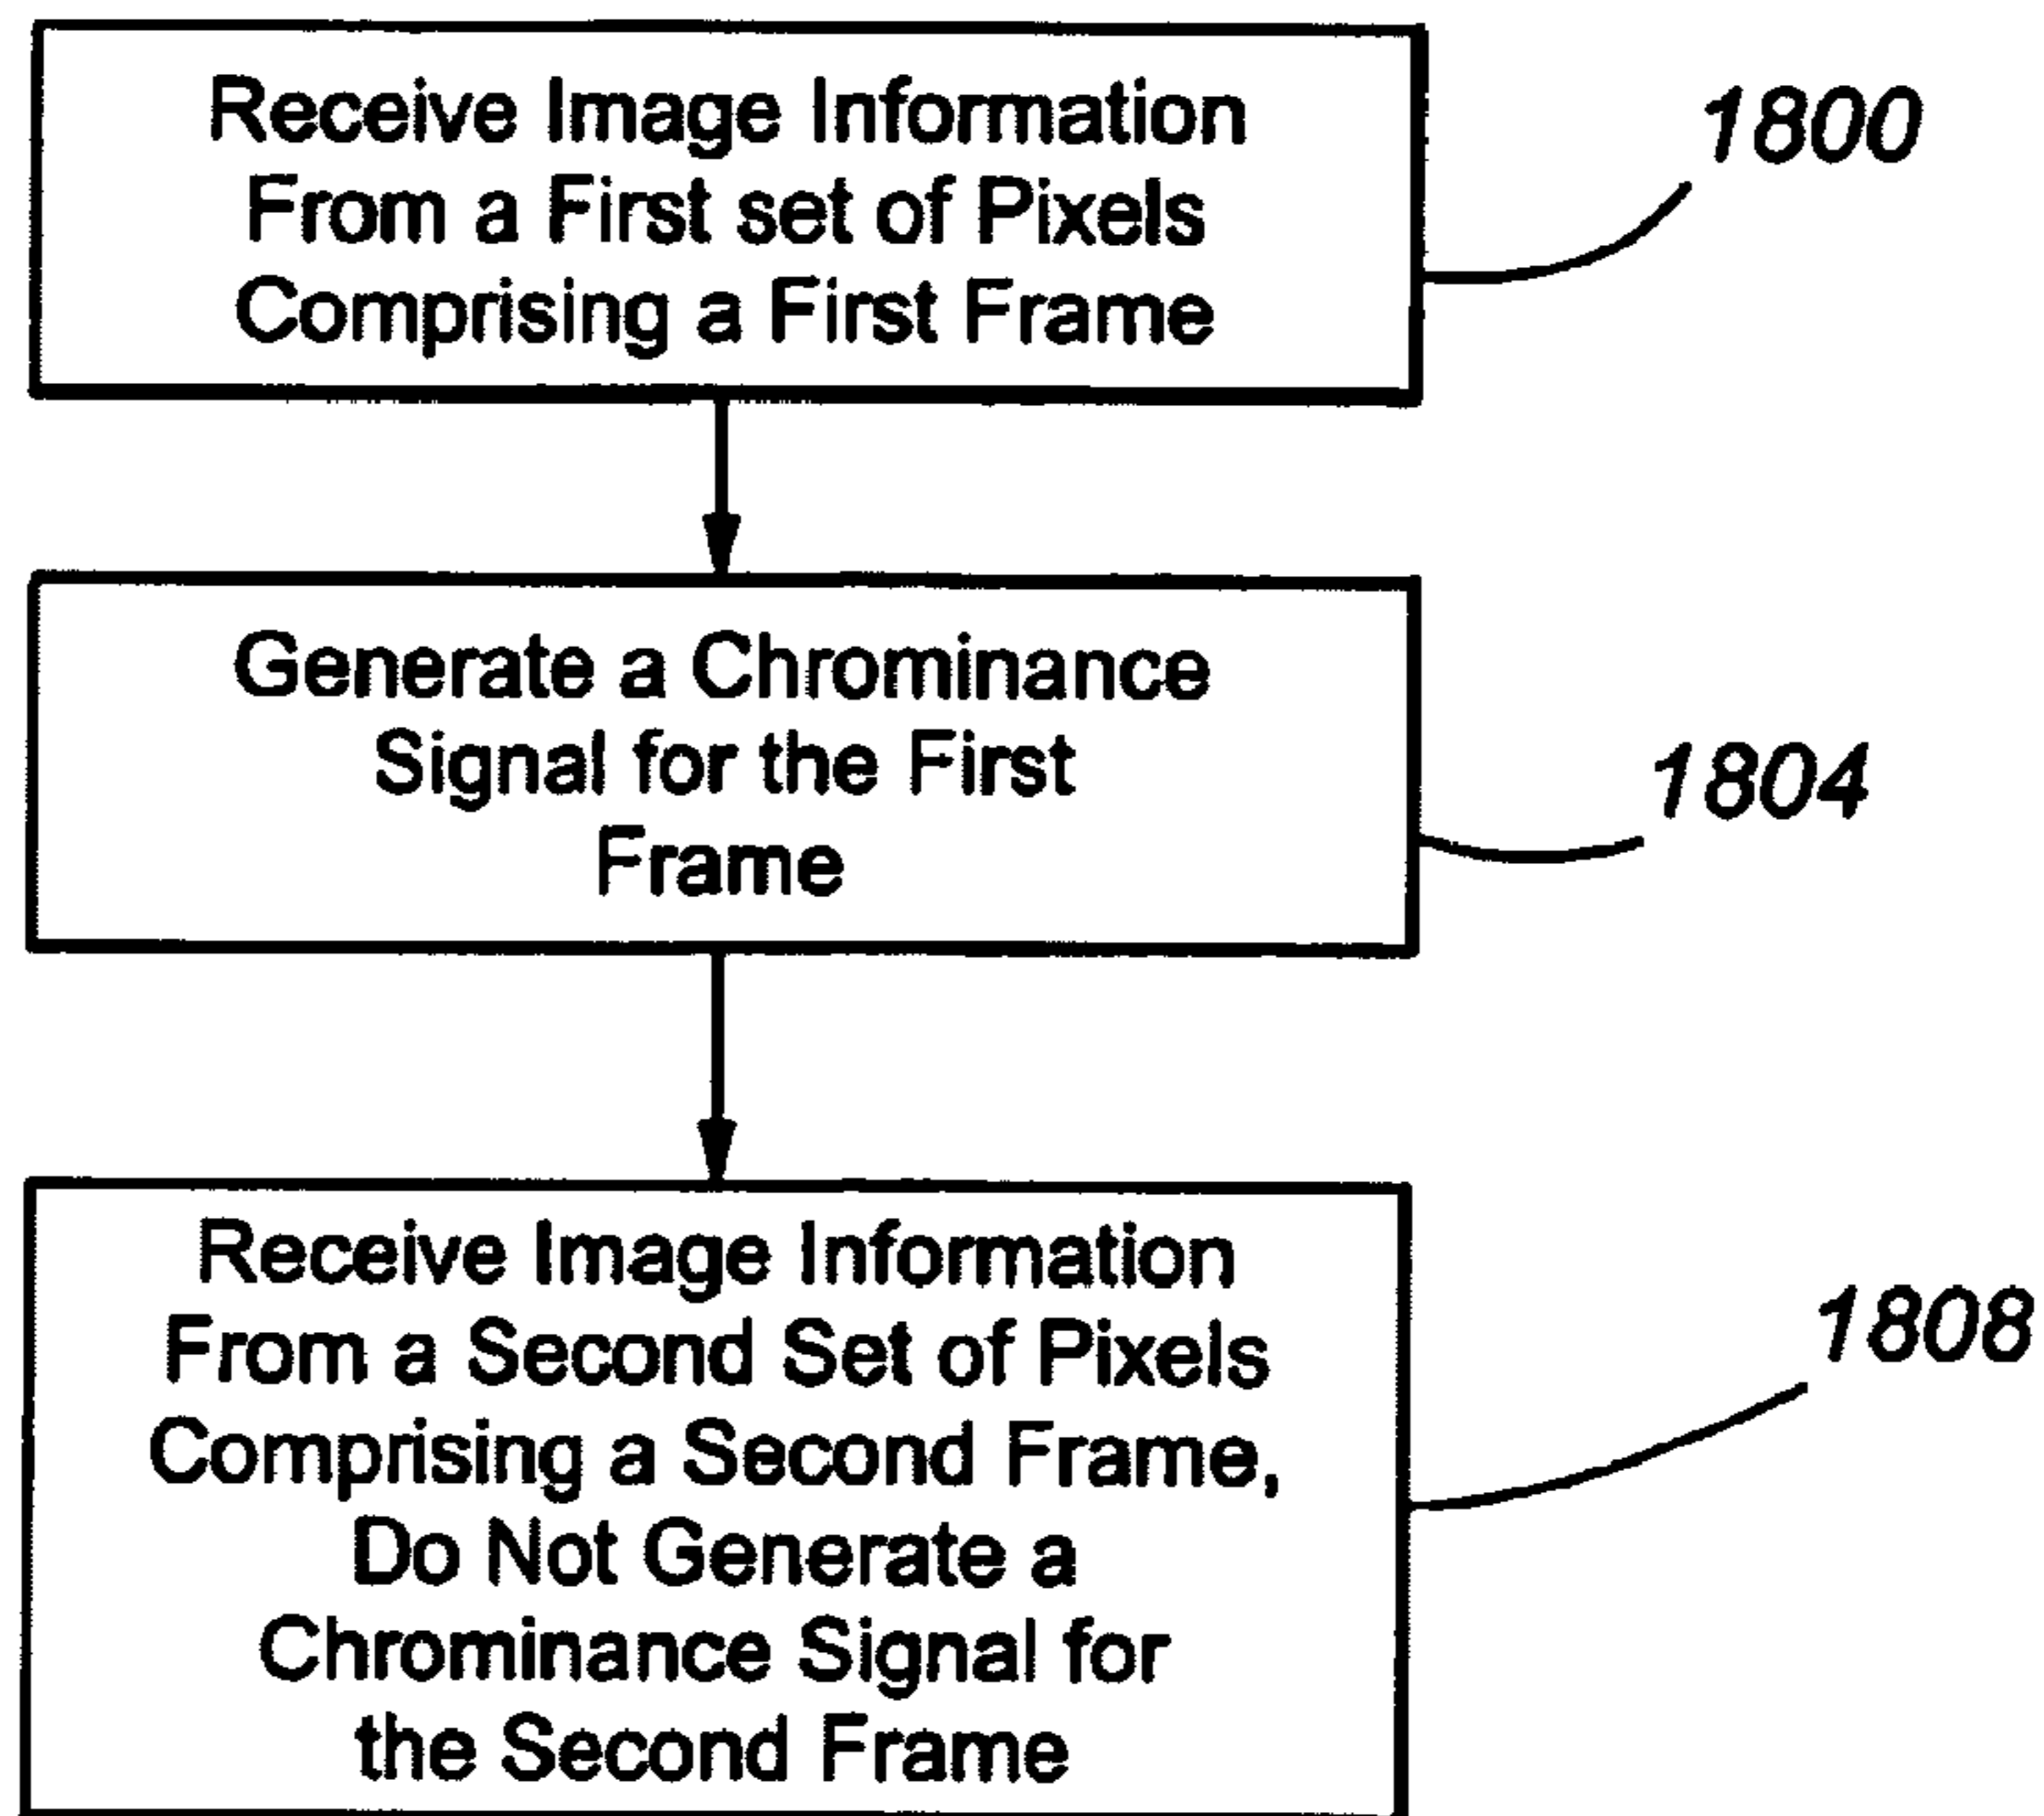 Receive Image Information
From a First set of Pixels
Comprising a First Frame
1800
Generate a Chrominance
Signal for the First
Frame
1804
Receive Image Information
From a Second Set of Pixels
Comprising a Second Frame,
Do Not Generate a
Chrominance Signal for
the Second Frame
1808